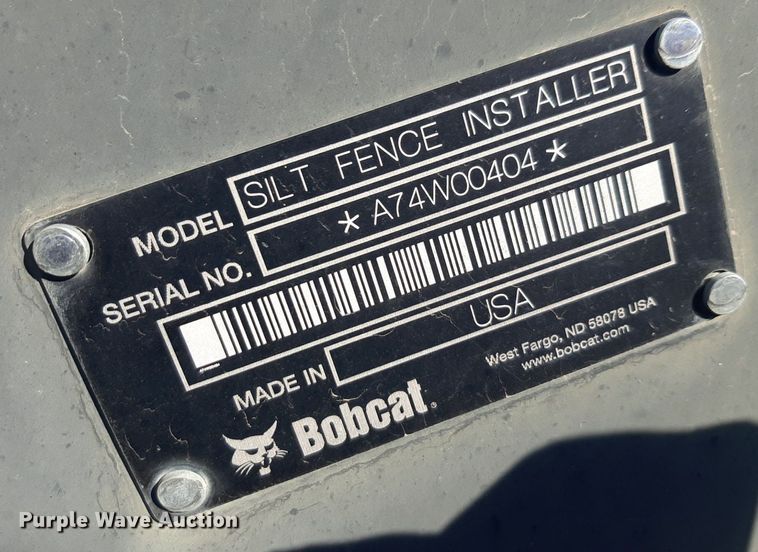 MODEL SILT FENCE INSTALLER
SERIAL NO. * A74W00404 *
MADE IN USA
Bobcat®
West Fargo, ND 58078 USA
www.bobcat.com
Purple Wave Auction